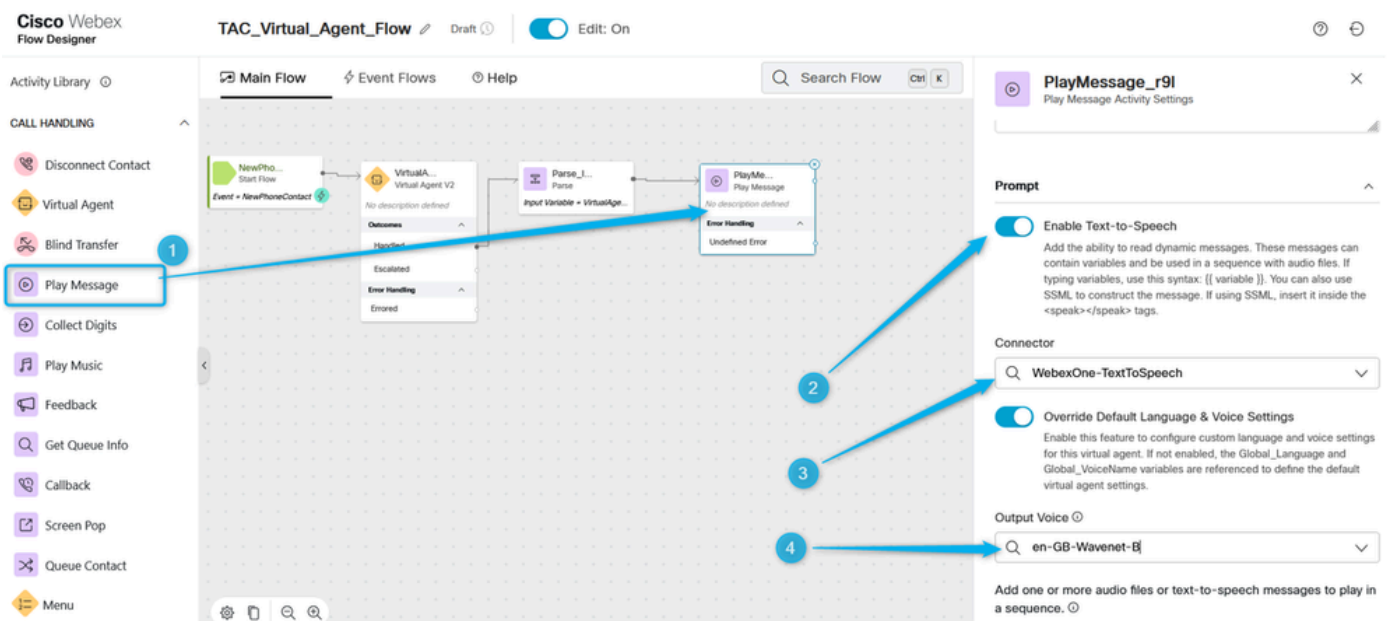 Cisco Webex
Flow Designer
TAC_Virtual_Agent_Flow
Draft
Edit: On
Activity Library
CALL HANDLING
Disconnect Contact
Virtual Agent
Blind Transfer
Play Message
Collect Digits
Play Music
Feedback
Get Queue Info
Callback
Screen Pop
Queue Contact
Menu
Main Flow
Event Flows
Help
Search Flow
Ctrl
K
NewPho...
Start Flow
Event = NewPhoneContact
VirtualA...
Virtual Agent V2
No description defined
Outcomes
Handled
Escalated
Error Handling
Errored
Parse_I...
Parse
Input Variable = VirtualAge...
PlayMe...
Play Message
No description defined
Error Handling
Undefined Error
1
2
3
4
PlayMessage_r9l
Play Message Activity Settings
Prompt
Enable Text-to-Speech
Add the ability to read dynamic messages. These messages can
contain variables and be used in a sequence with audio files. If
typing variables, use this syntax: {{ variable }}. You can also use
SSML to construct the message. If using SSML, insert it inside the
<speak></speak> tags.
Connector
WebexOne-TextToSpeech
Override Default Language & Voice Settings
Enable this feature to configure custom language and voice settings
for this virtual agent. If not enabled, the Global_Language and
Global_VoiceName variables are referenced to define the default
virtual agent settings.
Output Voice
en-GB-Wavenet-B
Add one or more audio files or text-to-speech messages to play in
a sequence.